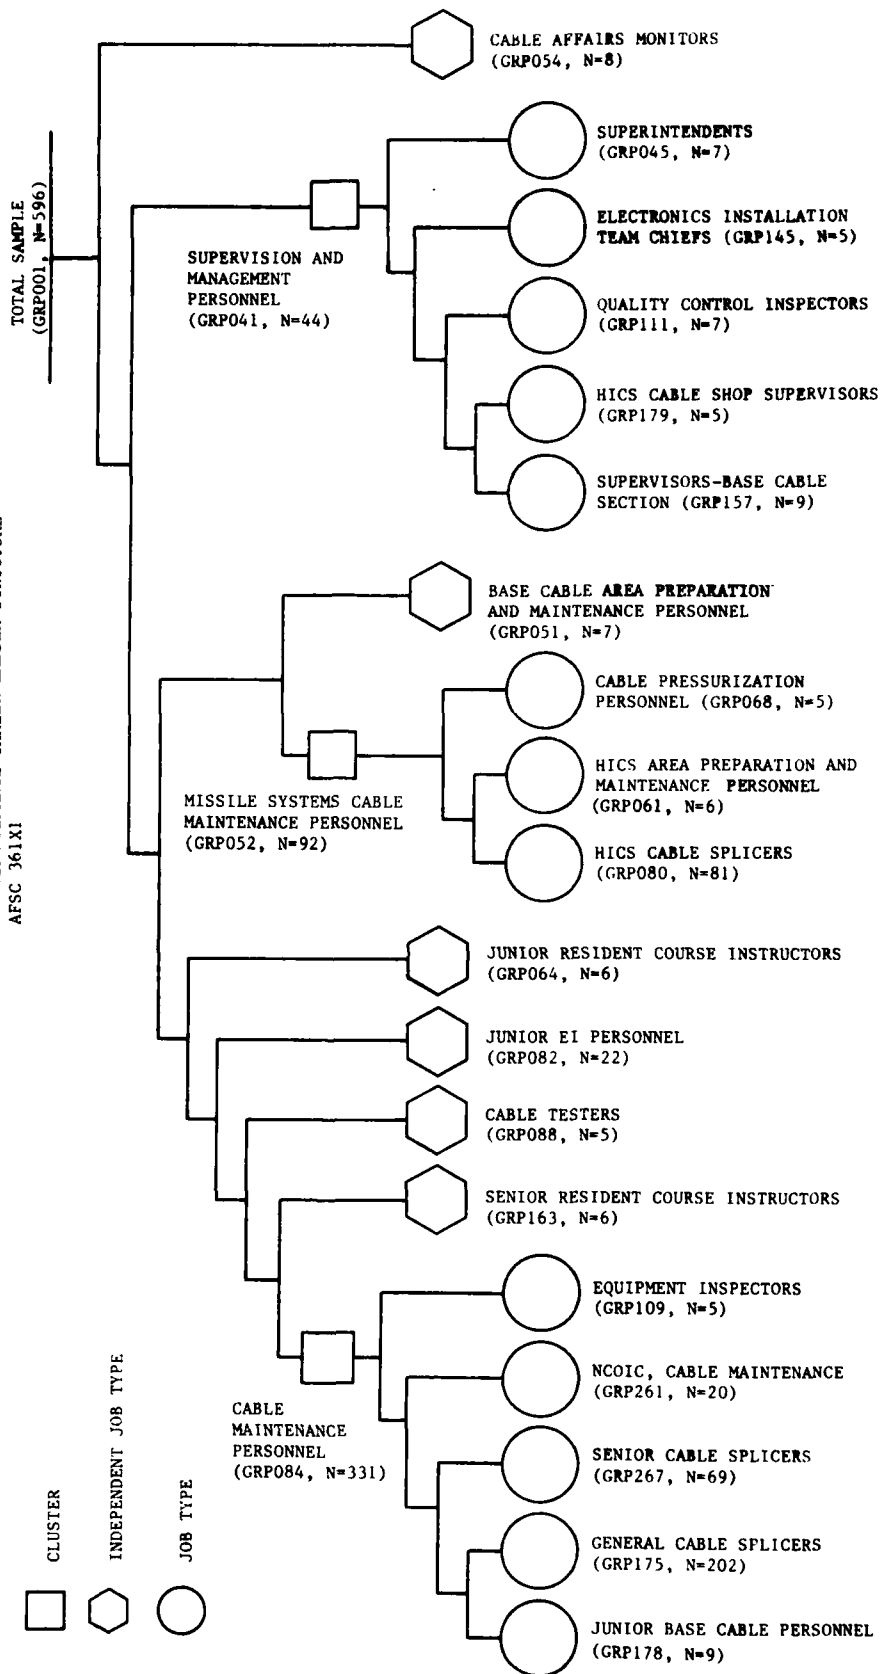 CABLE AFFAIRS MONITORS
(GRP054, N=8)
TOTAL SAMPLE
(GRP001, N=596)
SUPERINTENDENTS
(GRP045, N=7)
ELECTRONICS INSTALLATION
TEAM CHIEFS (GRP145, N=5)
SUPERVISION AND
MANAGEMENT
PERSONNEL
(GRP041, N=44)
QUALITY CONTROL INSPECTORS
(GRP111, N=7)
HICS CABLE SHOP SUPERVISORS
(GRP179, N=5)
SUPERVISORS-BASE CABLE
SECTION (GRP157, N=9)
AFSC 361X1
BASE CABLE AREA PREPARATION
AND MAINTENANCE PERSONNEL
(GRP051, N=7)
CABLE PRESSURIZATION
PERSONNEL (GRP068, N=5)
HICS AREA PREPARATION AND
MAINTENANCE PERSONNEL
(GRP061, N=6)
MISSILE SYSTEMS CABLE
MAINTENANCE PERSONNEL
(GRP052, N=92)
HICS CABLE SPLICERS
(GRP080, N=81)
JUNIOR RESIDENT COURSE INSTRUCTORS
(GRP064, N=6)
JUNIOR EI PERSONNEL
(GRP082, N=22)
CABLE TESTERS
(GRP088, N=5)
SENIOR RESIDENT COURSE INSTRUCTORS
(GRP163, N=6)
EQUIPMENT INSPECTORS
(GRP109, N=5)
NCOIC, CABLE MAINTENANCE
(GRP261, N=20)
CABLE
MAINTENANCE
PERSONNEL
(GRP084, N=331)
SENIOR CABLE SPLICERS
(GRP267, N=69)
GENERAL CABLE SPLICERS
(GRP175, N=202)
JUNIOR BASE CABLE PERSONNEL
(GRP178, N=9)
CLUSTER
INDEPENDENT JOB TYPE
JOB TYPE